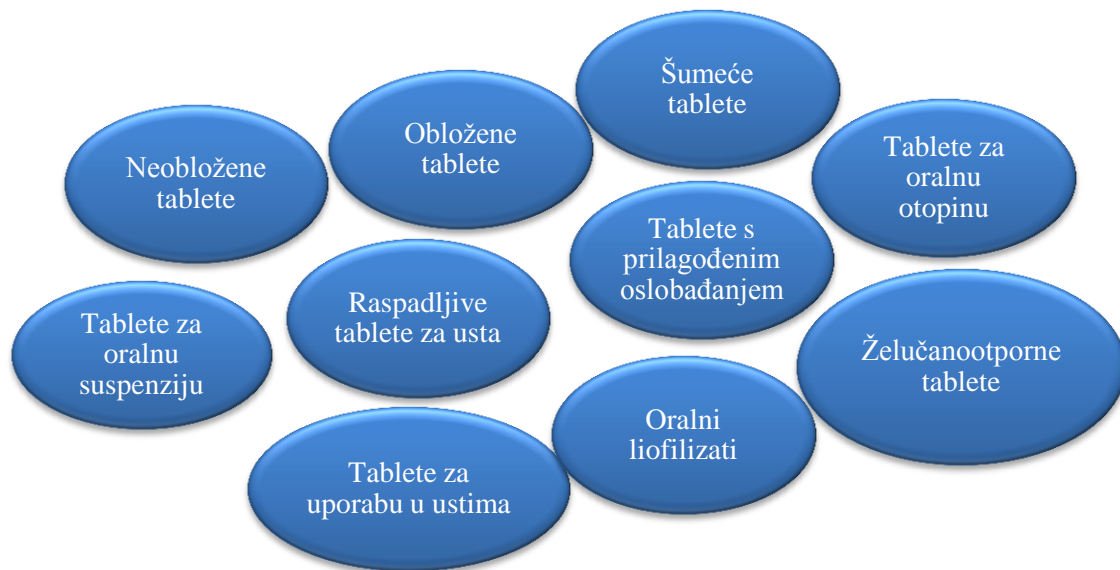 Neobložene
tablete
Obložene
tablete
Šumeće
tablete
Tablete za
oralnu
otopinu
Tablete za
oralnu
suspenziju
Raspadljive
tablete za usta
Tablete s
prilagođenim
oslobađanjem
Želučanootporne
tablete
Tablete za
uporabu u ustima
Oralni
liofilizati